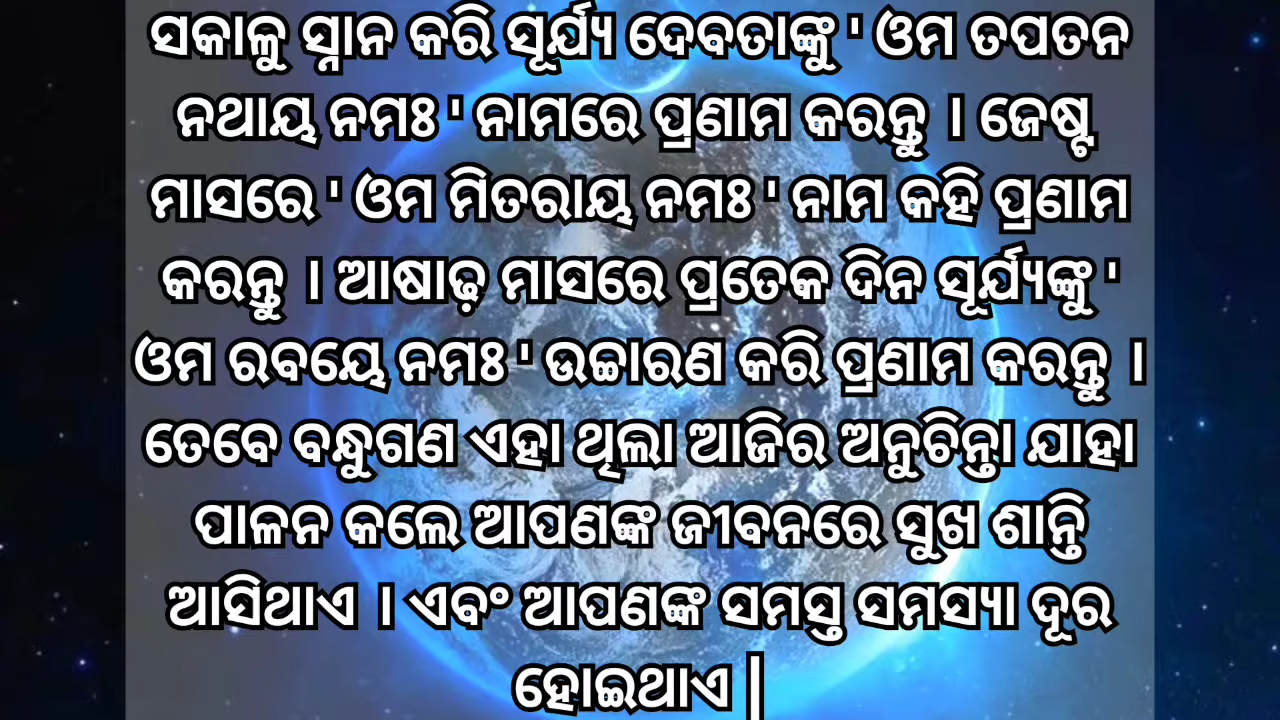 ସକାଳୁ ସ୍ନାନ କରି ସୂର୍ଯ୍ୟ ଦେବତାଙ୍କୁ ' ଓମ ତପତନ
ନଥାୟ ନମଃ ' ନାମରେ ପ୍ରଣାମ କରନ୍ତୁ । ଜେଷ୍ଟ
ମାସରେ ' ଓମ ମିତରାୟ ନମଃ ' ନାମ କହି ପ୍ରଣାମ
କରନ୍ତୁ । ଆଷାଢ଼ ମାସରେ ପ୍ରତେକ ଦିନ ସୂର୍ଯ୍ୟଙ୍କୁ '
ଓମ ରବୟେ ନମଃ ' ଉଚ୍ଚାରଣ କରି ପ୍ରଣାମ କରନ୍ତୁ ।
ତେବେ ବନ୍ଧୁଗଣ ଏହା ଥିଲା ଆଜିର ଅନୁଚିନ୍ତା ଯାହା
ପାଳନ କଲେ ଆପଣଙ୍କ ଜୀବନରେ ସୁଖ ଶାନ୍ତି
ଆସିଥାଏ । ଏବଂ ଆପଣଙ୍କ ସମସ୍ତ ସମସ୍ୟା ଦୂର
ହୋଇଥାଏ |